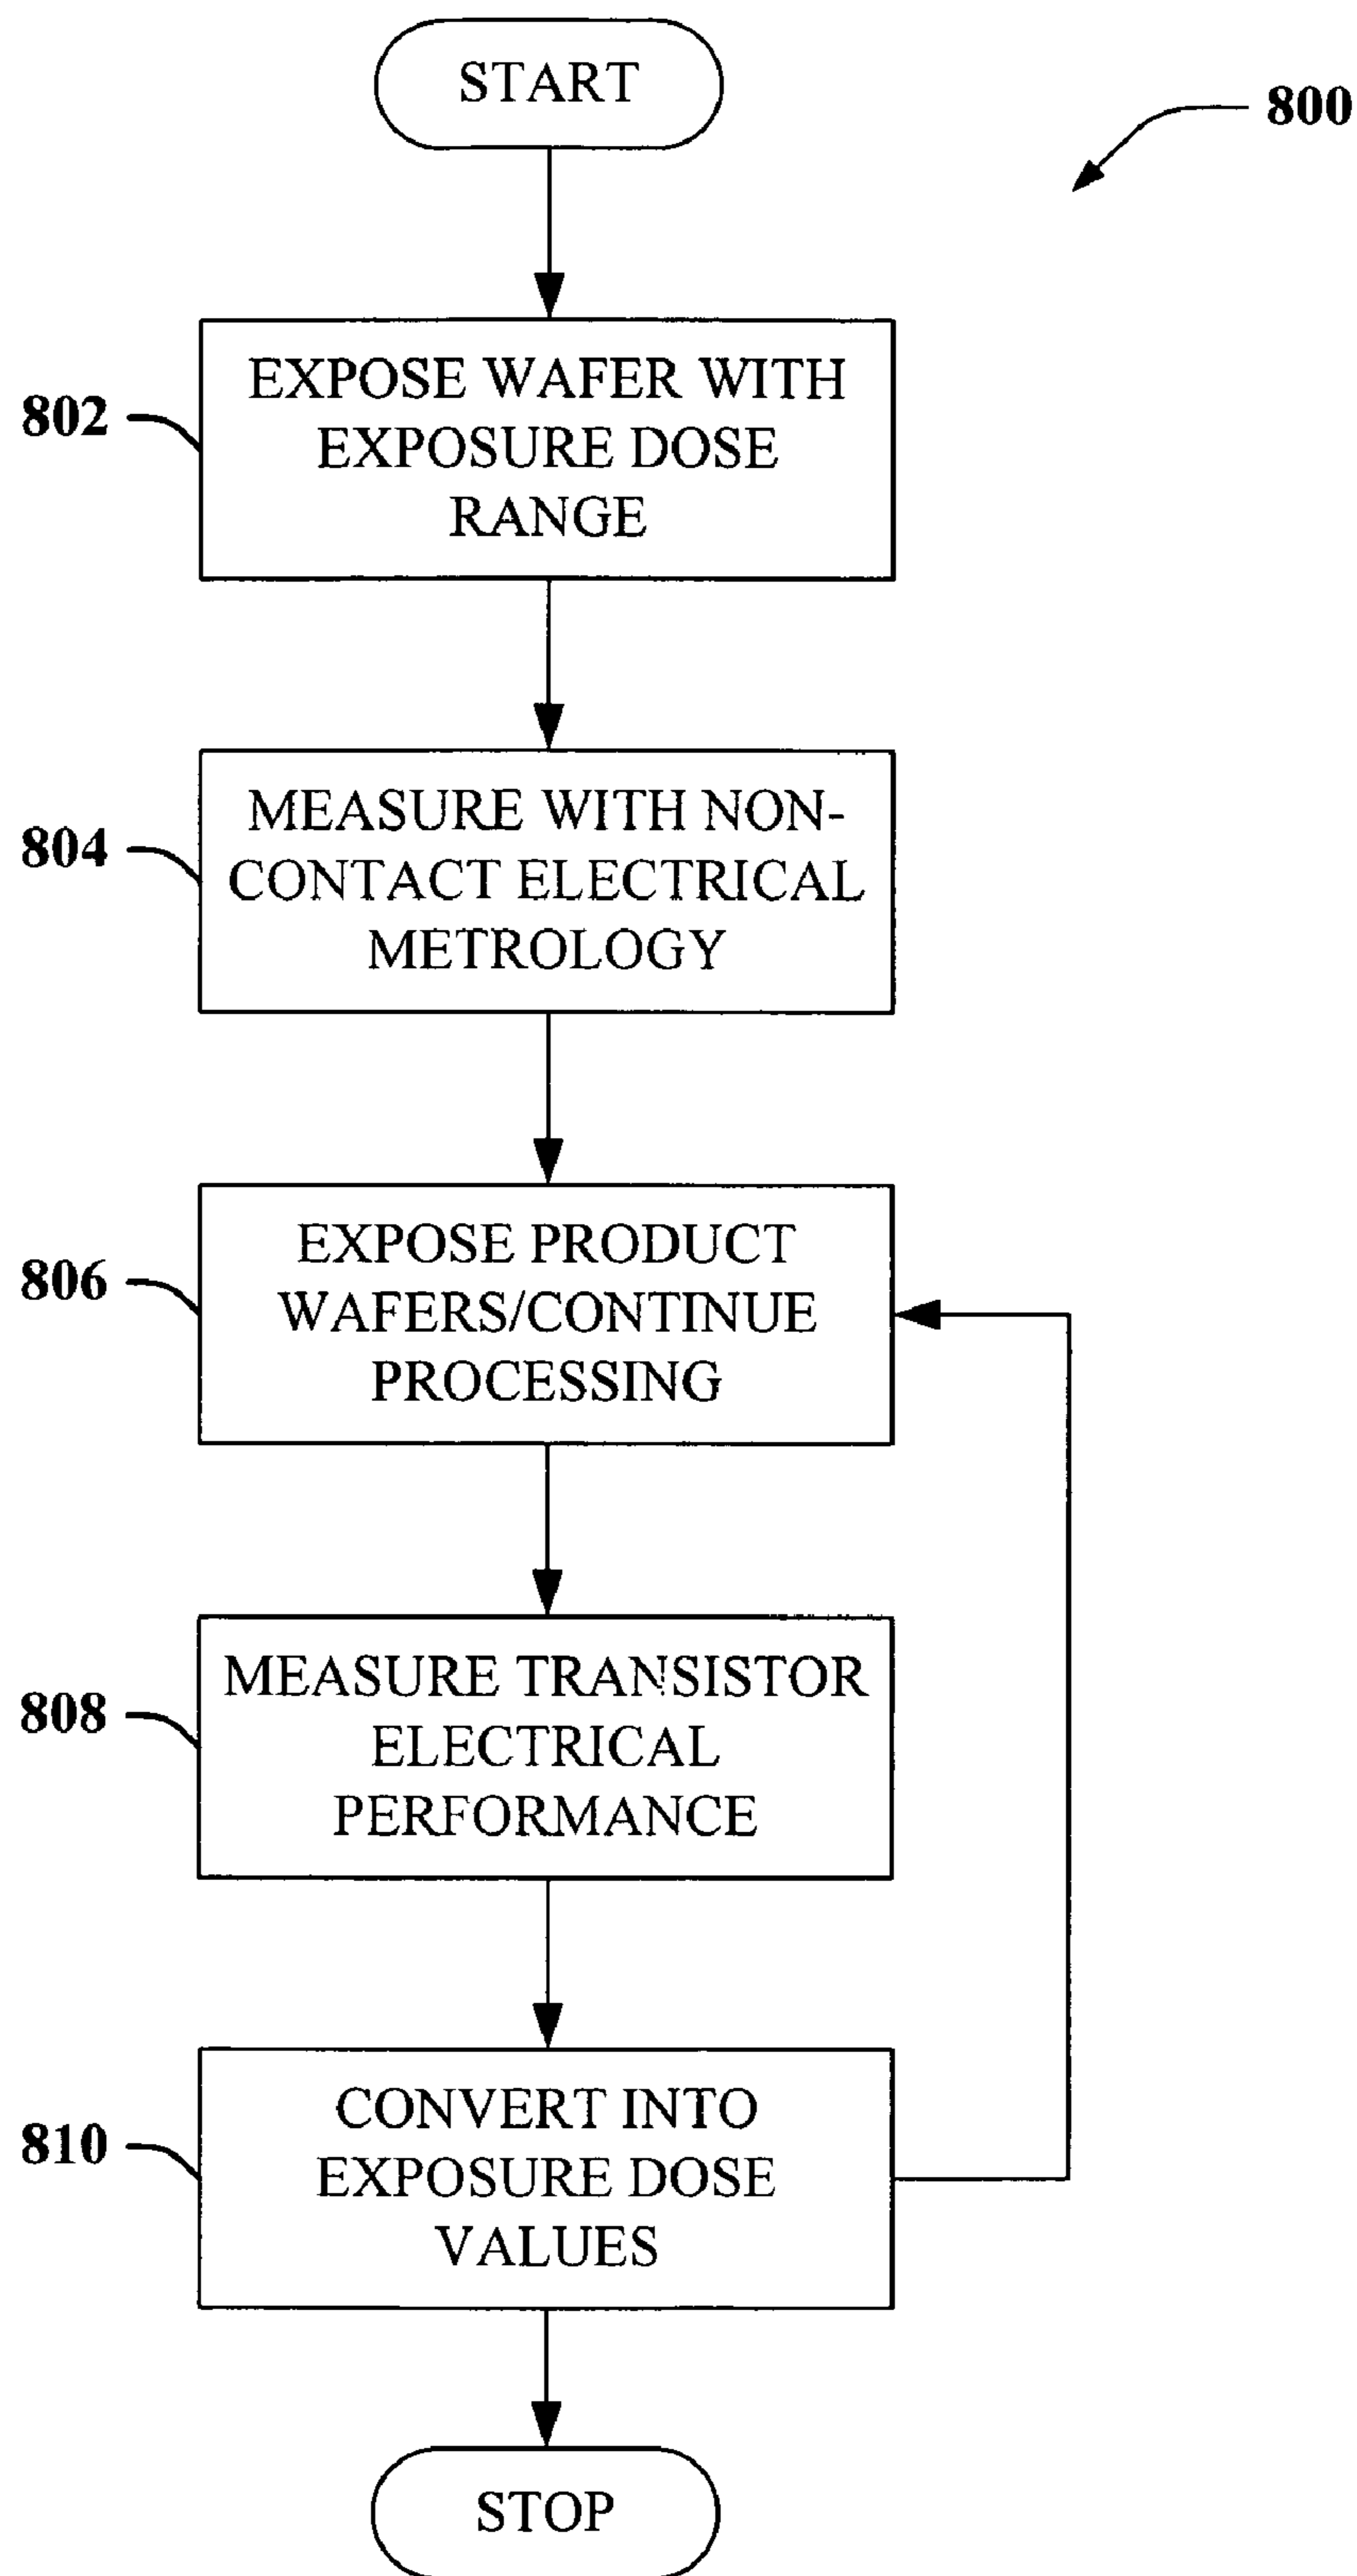 START
800
802
EXPOSE WAFER WITH
EXPOSURE DOSE
RANGE
804
MEASURE WITH NON-
CONTACT ELECTRICAL
METROLOGY
806
EXPOSE PRODUCT
WAFERS/CONTINUE
PROCESSING
808
MEASURE TRANSISTOR
ELECTRICAL
PERFORMANCE
810
CONVERT INTO
EXPOSURE DOSE
VALUES
STOP